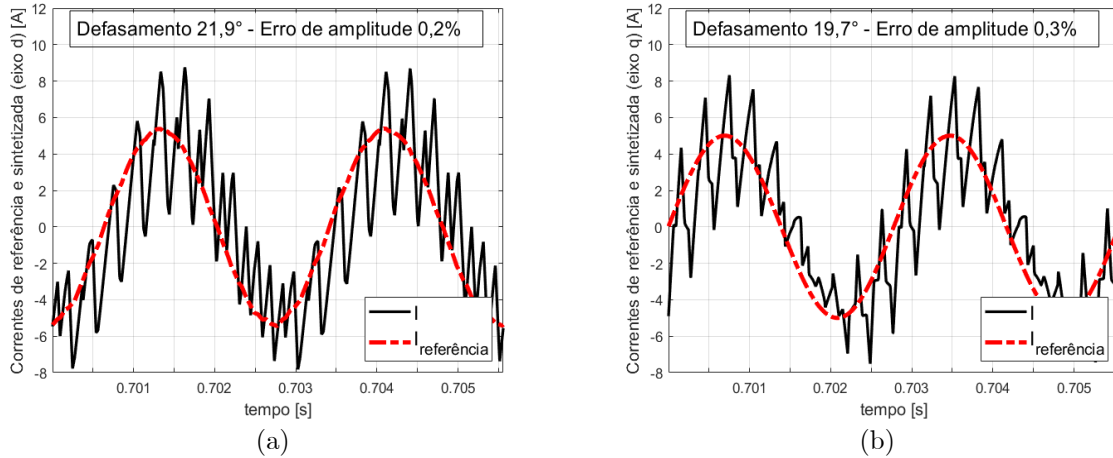 Defasamento 21,9° - Erro de amplitude 0,2%
Correntes de referência e sintetizada (eixo d) [A]
12
10
8
6
4
2
0
-2
-4
-6
-8
0.701
0.702
0.703
0.704
0.705
tempo [s]
I
I
referência
(a)
Defasamento 19,7° - Erro de amplitude 0,3%
Correntes de referência e sintetizada (eixo q) [A]
12
10
8
6
4
2
0
-2
-4
-6
-8
0.701
0.702
0.703
0.704
0.705
tempo [s]
I
I
referência
(b)